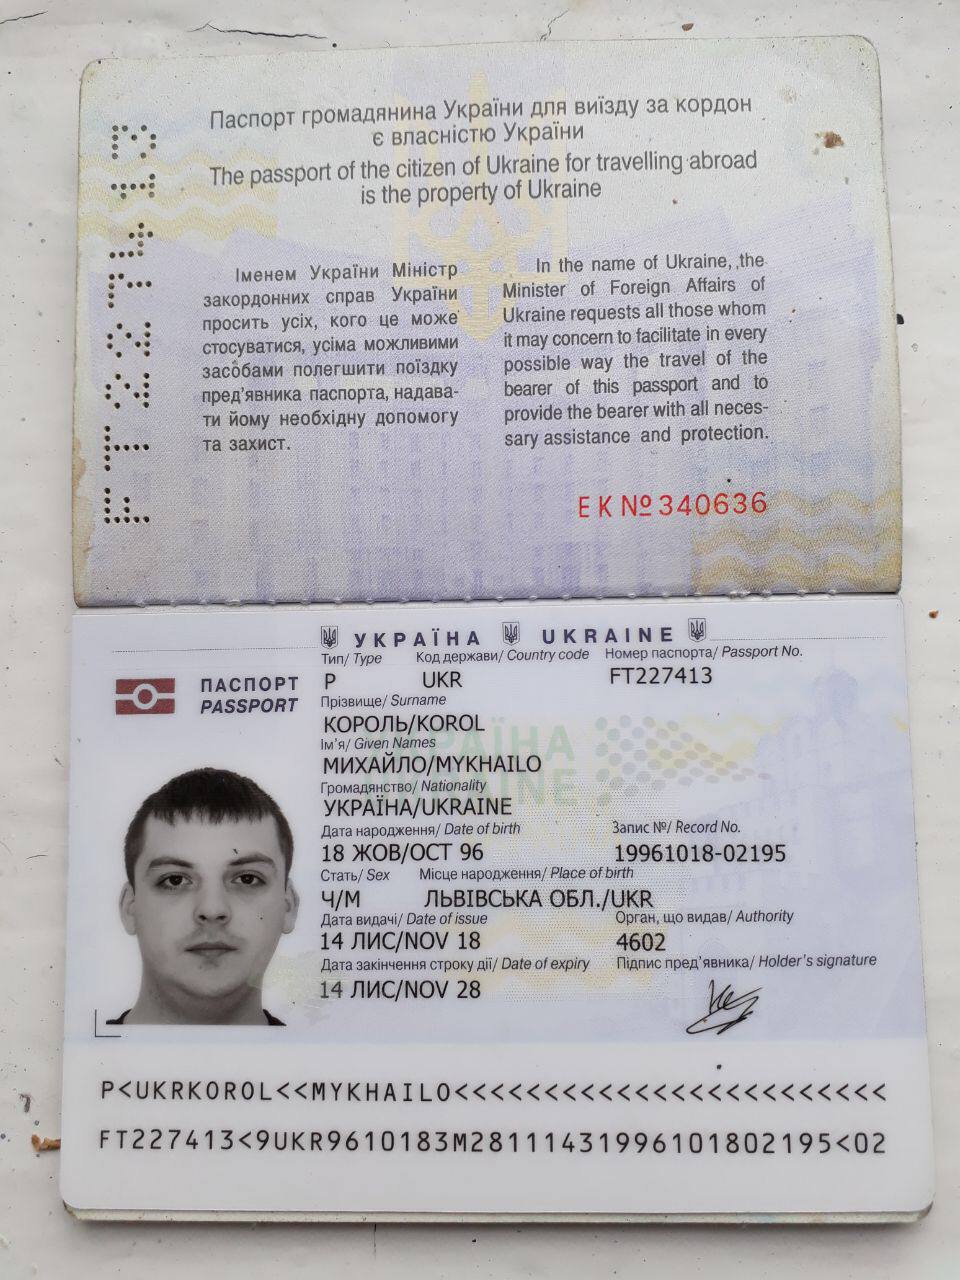 Паспорт громадянина України для виїзду за кордон
є власністю України
The passport of the citizen of Ukraine for travelling abroad
is the property of Ukraine
FT227413
Іменем України Міністр
закордонних справ України
просить усіх, кого це може
стосуватися, усіма можливими
засобами полегшити поїздку
пред'явника паспорта, надава-
ти йому необхідну допомогу
та захист.
In the name of Ukraine, the
Minister of Foreign Affairs of
Ukraine requests all those whom
it may concern to facilitate in every
possible way the travel of the
bearer of this passport and to
provide the bearer with all neces-
sary assistance and protection.
ЕК №340636
УКРАЇНА UKRAINE
Тип/ Type Код держави/ Country code Номер паспорта/ Passport No.
P UKR FT227413
ПАСПОРТ
PASSPORT
Прізвище/ Surname
КОРОЛЬ/KOROL
Ім'я/ Given Names
МИХАЙЛО/MYKHAILO
Громадянство/ Nationality
УКРАЇНА/UKRAINE
Дата народження/ Date of birth Запис №/ Record No.
18 ЖОВ/OCT 96 19961018-02195
Стать/ Sex Місце народження/ Place of birth
Ч/M ЛЬВІВСЬКА ОБЛ./UKR
Дата видачі/ Date of issue Орган, що видав/ Authority
14 ЛИС/NOV 18 4602
Дата закінчення строку дії/ Date of expiry Підпис пред'явника/ Holder's signature
14 ЛИС/NOV 28
P<UKRKOROL<<MYKHAILO<<<<<<<<<<<<<<<<<<<<<<<<
FT227413<9UKR9610183M2811143199610180219​5<02